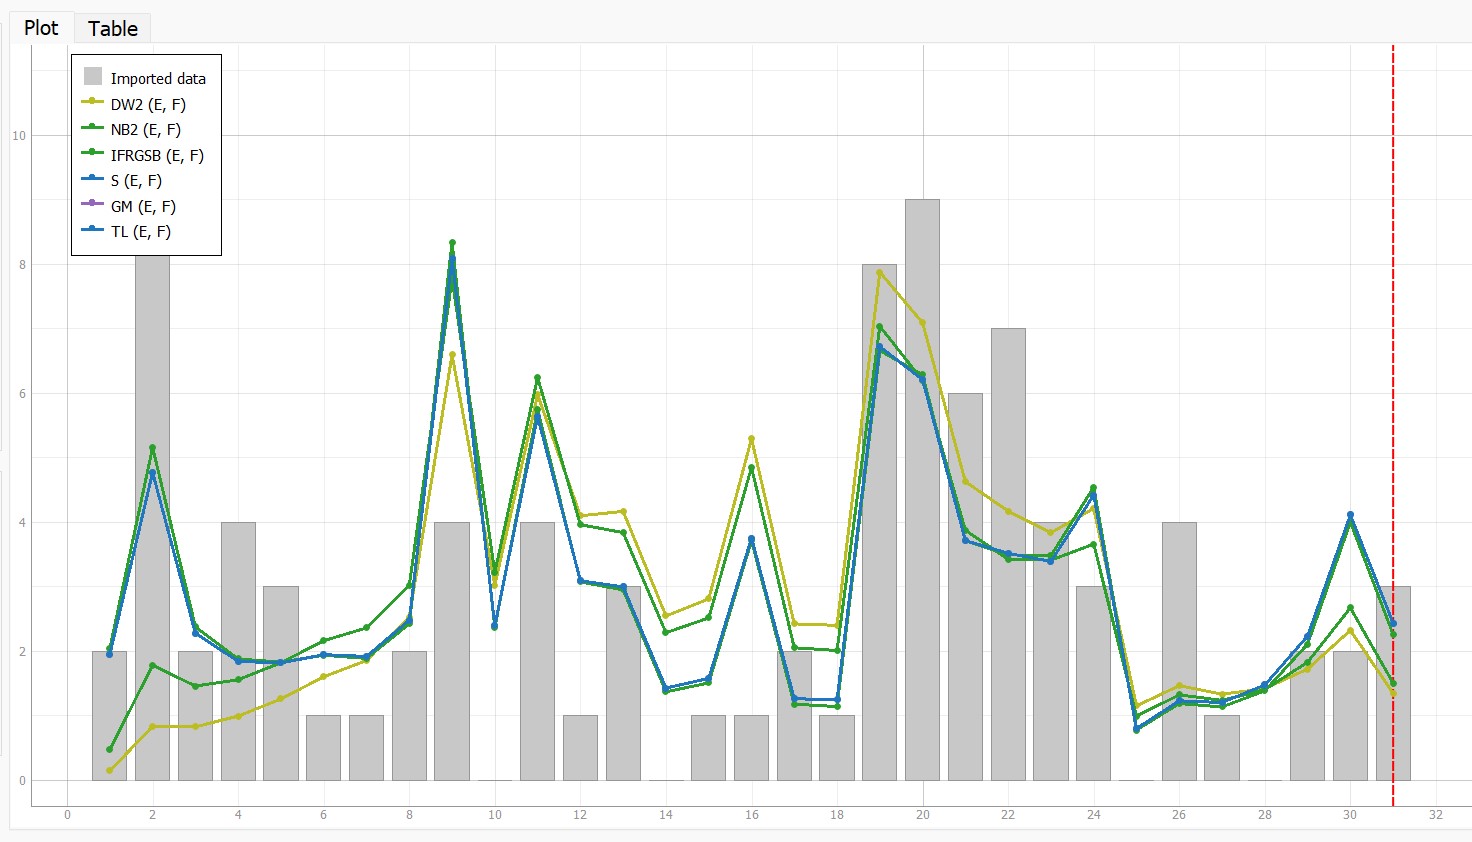 Plot Table
Imported data
DW2 (E, F)
NB2 (E, F)
IFRGSB (E, F)
S (E, F)
GM (E, F)
TL (E, F)
10
8
6
4
2
0
0 2 4 6 8 10 12 14 16 18 20 22 24 26 28 30 32